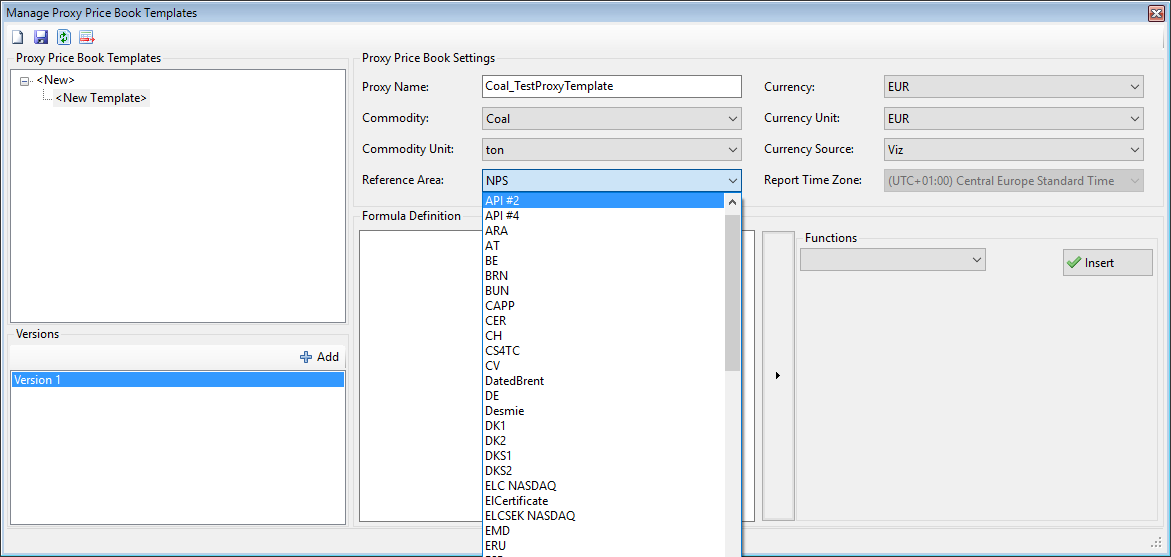 Manage Proxy Price Book Templates
Proxy Price Book Templates
<New>
<New Template>
Versions
Add
Version 1
Proxy Price Book Settings
Proxy Name: Coal_TestProxyTemplate
Commodity: Coal
Commodity Unit: ton
Reference Area: NPS
Currency: EUR
Currency Unit: EUR
Currency Source: Viz
Report Time Zone: (UTC+01:00) Central Europe Standard Time
Formula Definition
API #2
API #4
ARA
AT
BE
BRN
BUN
CAPP
CER
CH
CS4TC
CV
DatedBrent
DE
Desmie
DK1
DK2
DKS1
DKS2
ELC NASDAQ
ElCertificate
ELCSEK NASDAQ
EMD
ERU
Functions
Insert